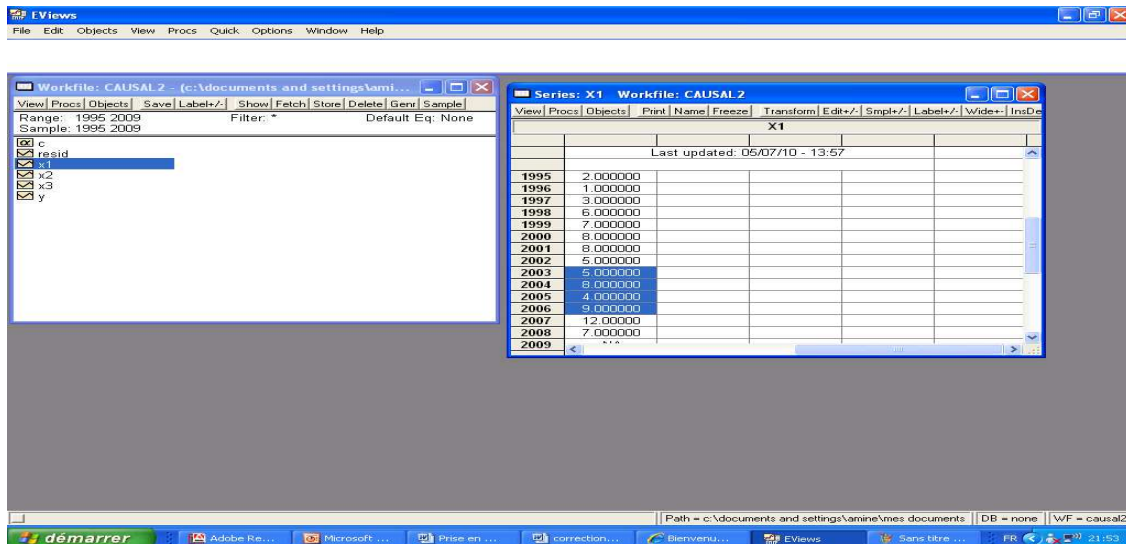 EViews
File Edit Objects View Procs Quick Options Window Help
Workfile: CAUSAL2 - (c:\documents and settings\ami...
View Procs Objects Save Label+/- Show Fetch Store Delete Genr Sample
Range: 1995 2009 Filter: * Default Eq: None
Sample: 1995 2009
c
resid
x1
x2
x3
y
Series: X1 Workfile: CAUSAL2
View Procs Objects Print Name Freeze Transform Edit+/- Smpl+/- Label+/- Wide+- InsDe
X1
Last updated: 05/07/10 - 13:57
1995 2.000000
1996 1.000000
1997 3.000000
1998 6.000000
1999 7.000000
2000 8.000000
2001 8.000000
2002 5.000000
2003 5.000000
2004 8.000000
2005 4.000000
2006 9.000000
2007 12.00000
2008 7.000000
2009
Path = c:\documents and settings\amine\mes documents DB = none WF = causal2
démarrer Adobe Re... Microsoft ... Prise en ... correction... Bienvenu... EViews Sans titre ... FR 21:53